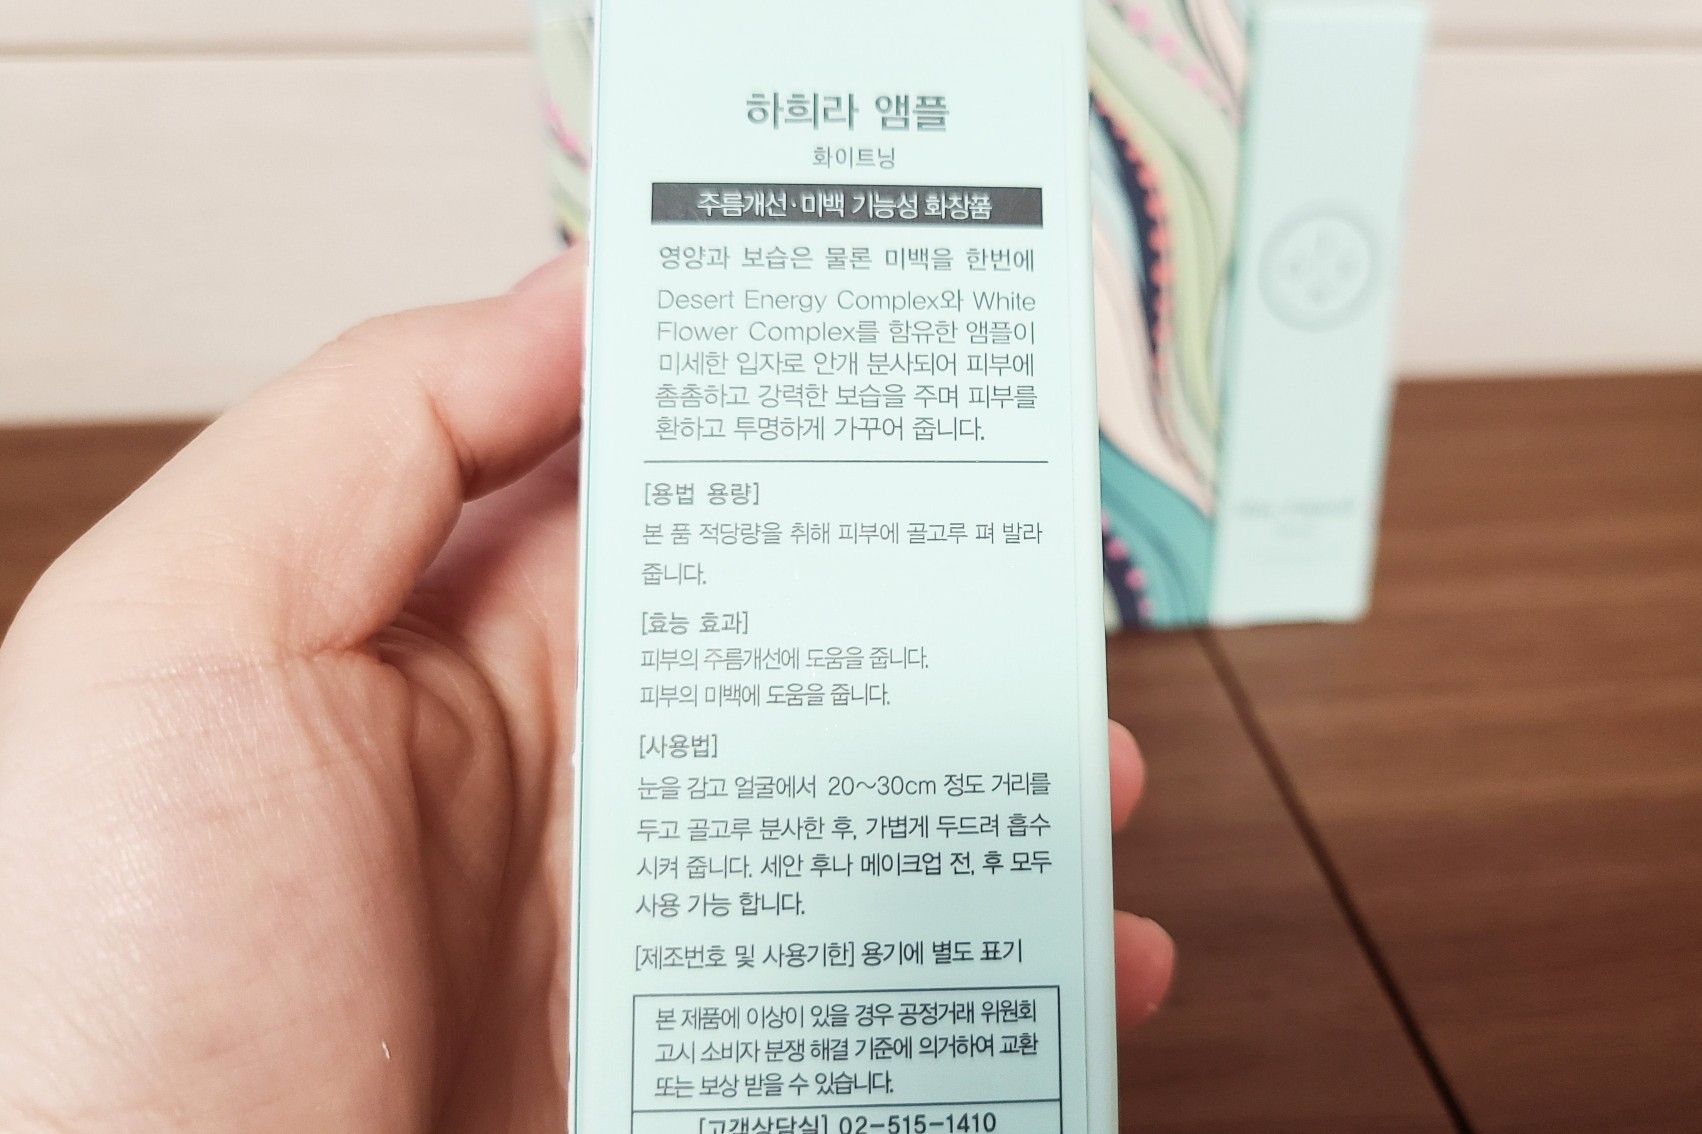 하희라 앰플
화이트닝
주름개선·미백 기능성 화장품
영양과 보습은 물론 미백을 한번에
Desert Energy Complex와 White
Flower Complex를 함유한 앰플이
미세한 입자로 안개 분사되어 피부에
촘촘하고 강력한 보습을 주며 피부를
환하고 투명하게 가꾸어 줍니다.
[용법 용량]
본 품 적당량을 취해 피부에 골고루 펴 발라
줍니다.
[효능 효과]
피부의 주름개선에 도움을 줍니다.
피부의 미백에 도움을 줍니다.
[사용법]
눈을 감고 얼굴에서 20~30cm 정도 거리를
두고 골고루 분사한 후, 가볍게 두드려 흡수
시켜 줍니다. 세안 후나 메이크업 전, 후 모두
사용 가능 합니다.
[제조번호 및 사용기한] 용기에 별도 표기
본 제품에 이상이 있을 경우 공정거래 위원회
고시 소비자 분쟁 해결 기준에 의거하여 교환
또는 보상 받을 수 있습니다.
[고객상담실] 02-515-1410